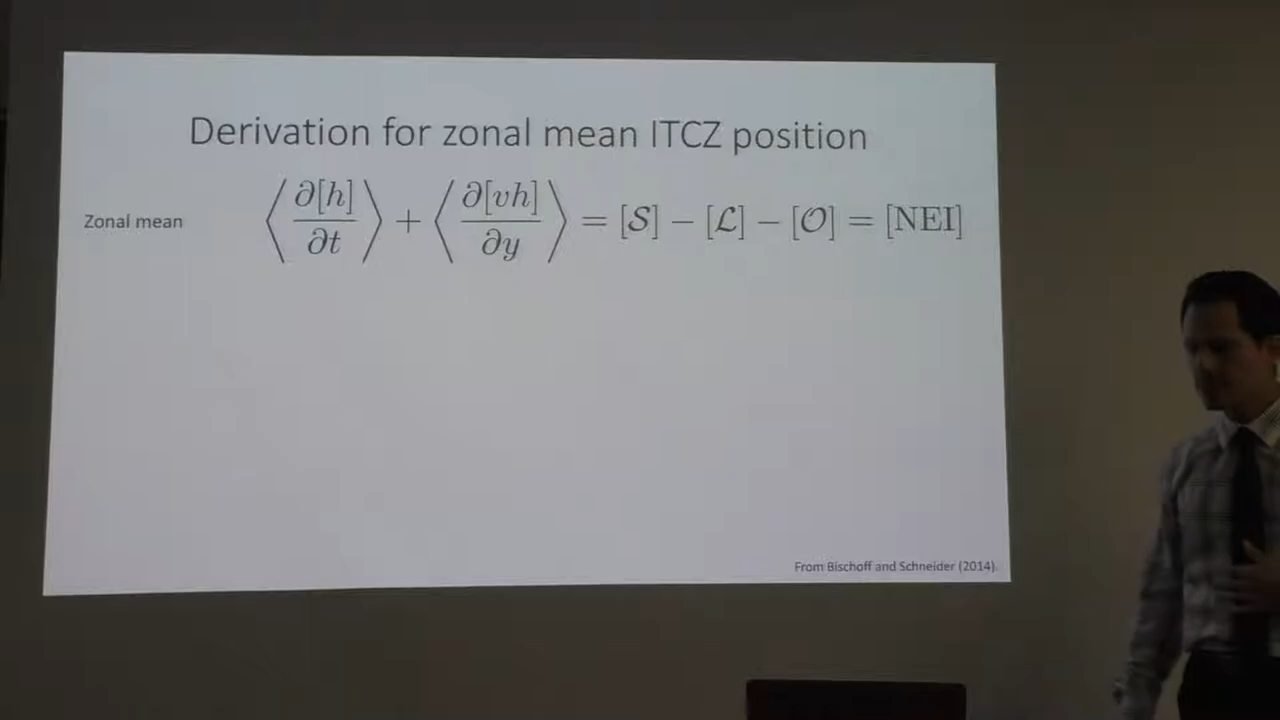 Derivation for zonal mean ITCZ position
Zonal mean ⟨∂[h]/∂t⟩ + ⟨∂[vh]/∂y⟩ = [𝒮] − [ℒ] − [𝒪] = [NEI]
From Bischoff and Schneider (2014).